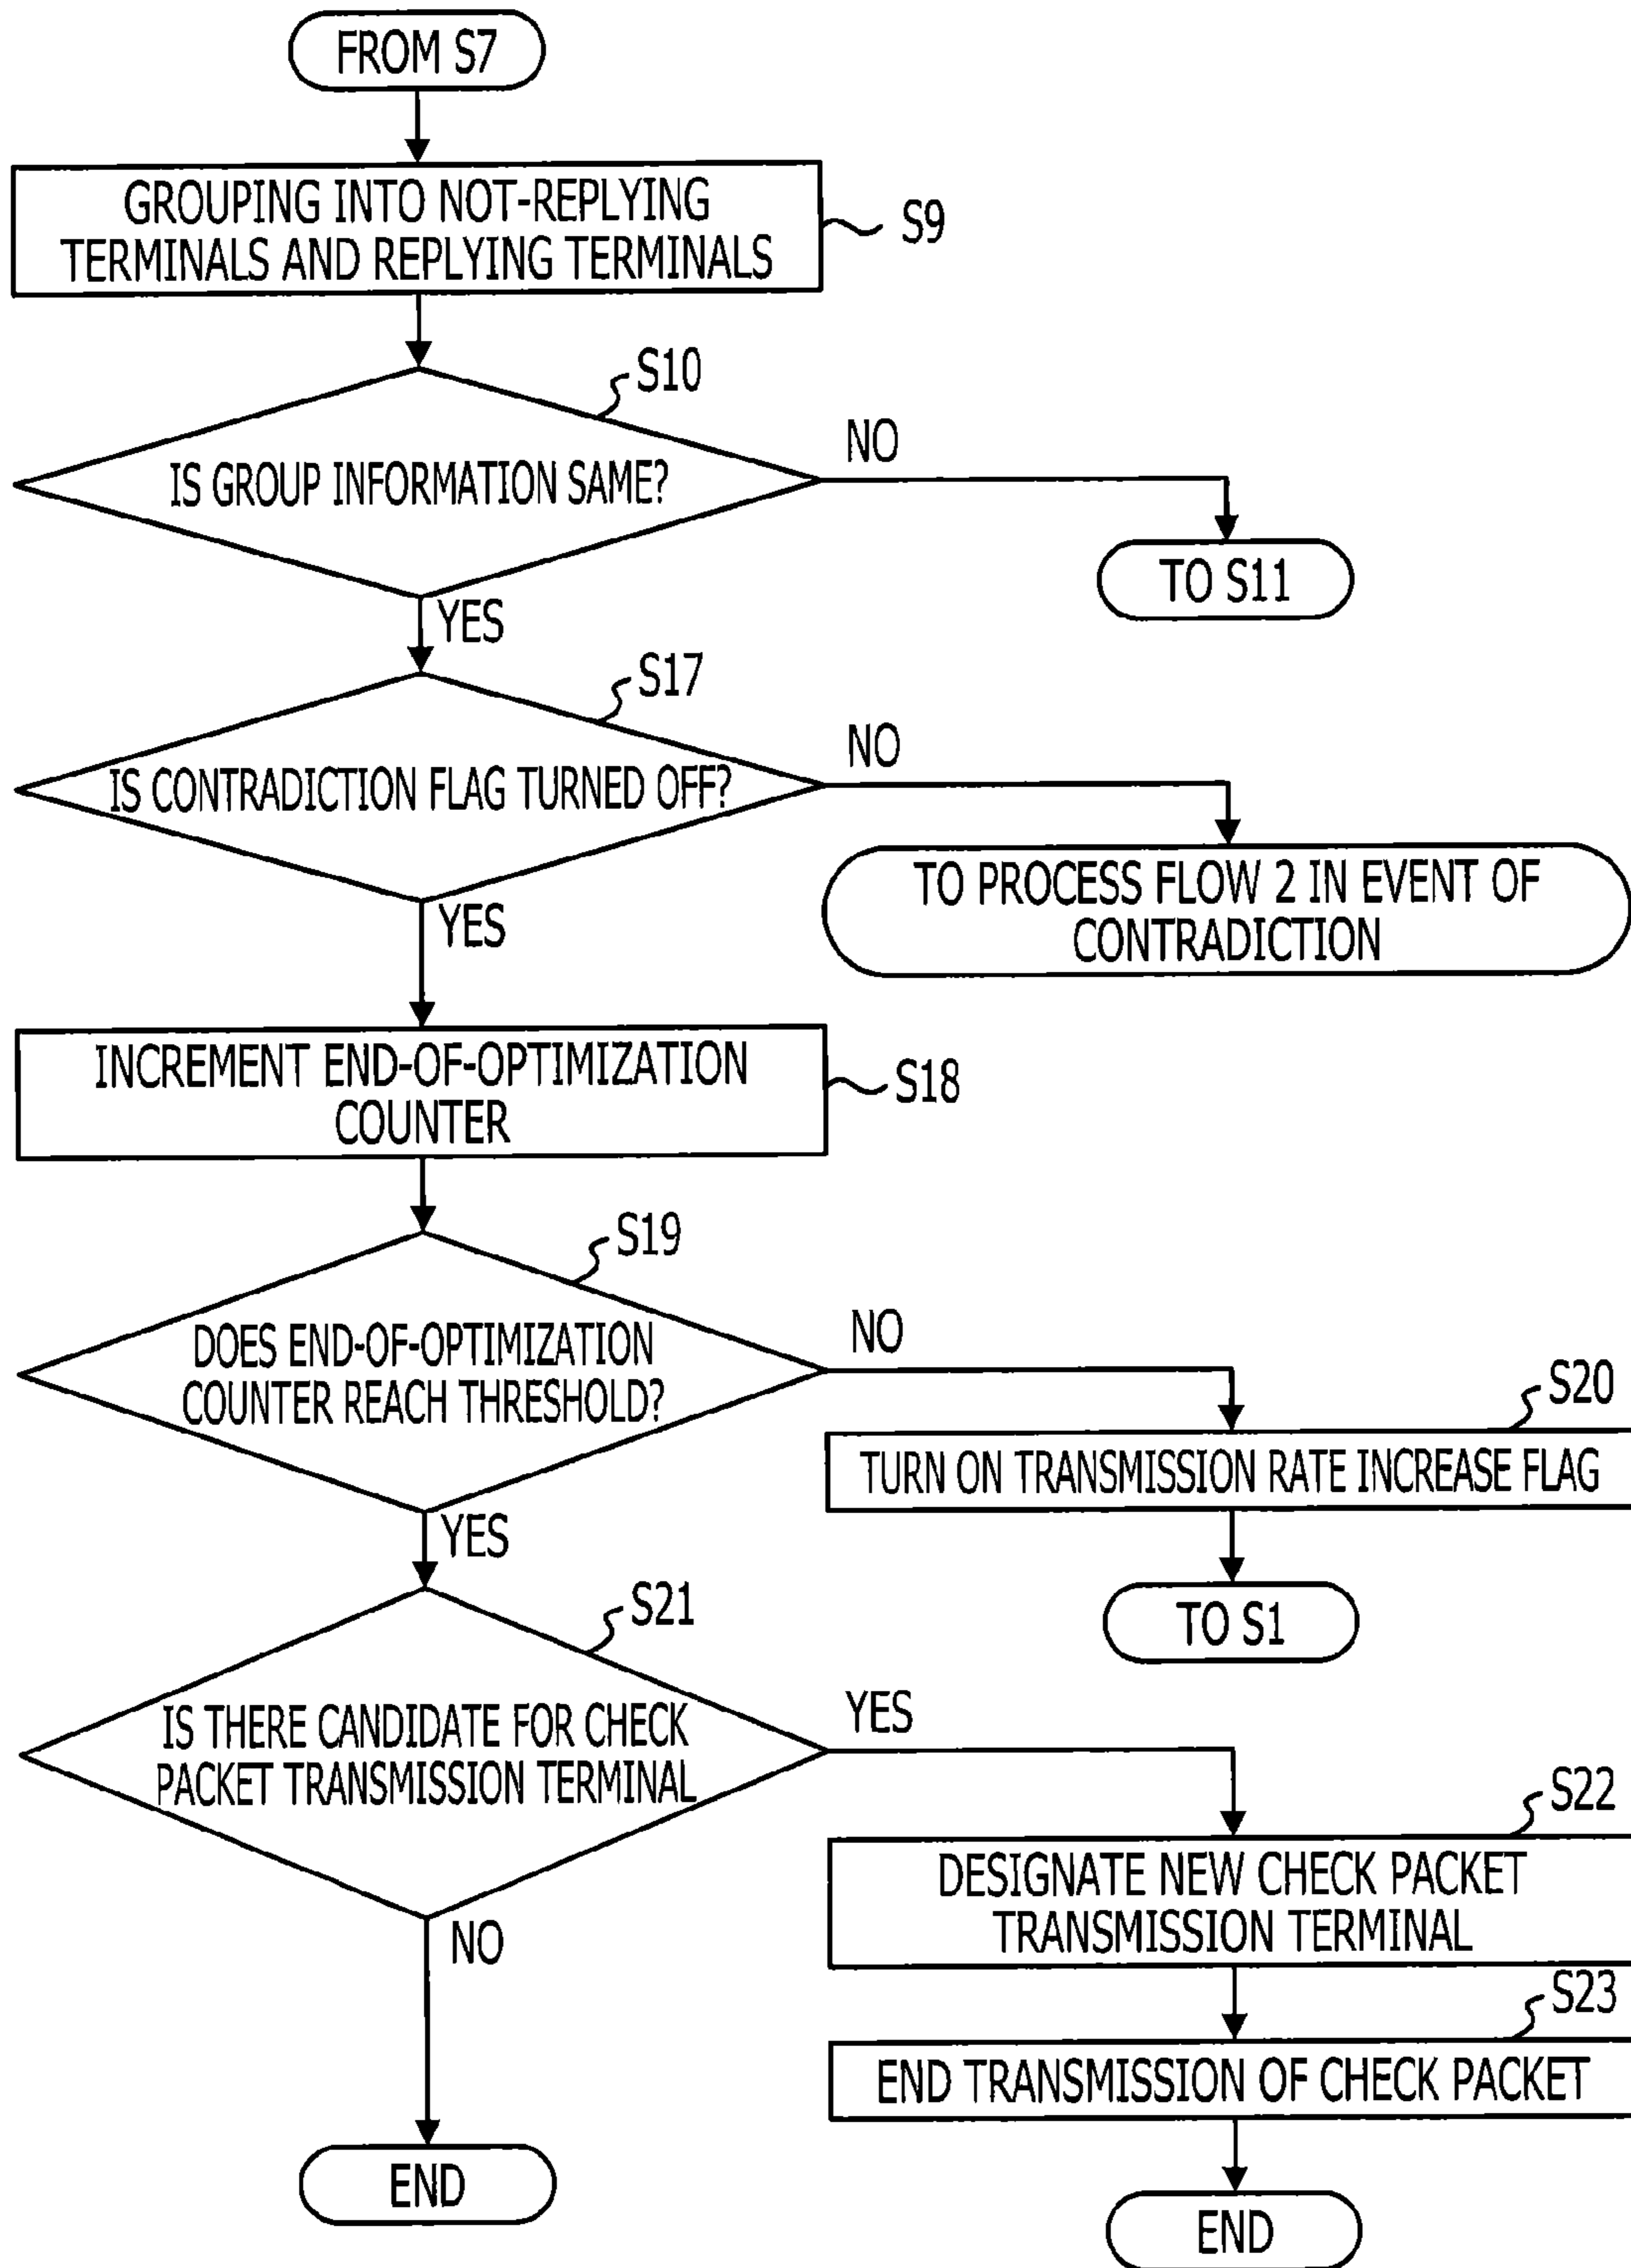 FROM S7
GROUPING INTO NOT-REPLYING
TERMINALS AND REPLYING TERMINALS
S9
S10
IS GROUP INFORMATION SAME?
NO
TO S11
YES
S17
IS CONTRADICTION FLAG TURNED OFF?
NO
TO PROCESS FLOW 2 IN EVENT OF
CONTRADICTION
YES
INCREMENT END-OF-OPTIMIZATION
COUNTER
S18
S19
DOES END-OF-OPTIMIZATION
COUNTER REACH THRESHOLD?
NO
S20
TURN ON TRANSMISSION RATE INCREASE FLAG
TO S1
YES
S21
IS THERE CANDIDATE FOR CHECK
PACKET TRANSMISSION TERMINAL
YES
S22
DESIGNATE NEW CHECK PACKET
TRANSMISSION TERMINAL
S23
END TRANSMISSION OF CHECK PACKET
END
NO
END